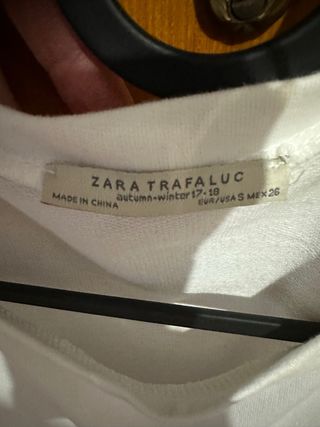 ZARA TRAFALUC
autumn-winter 17-18
MADE IN CHINA
EUR/USA S MEX 26